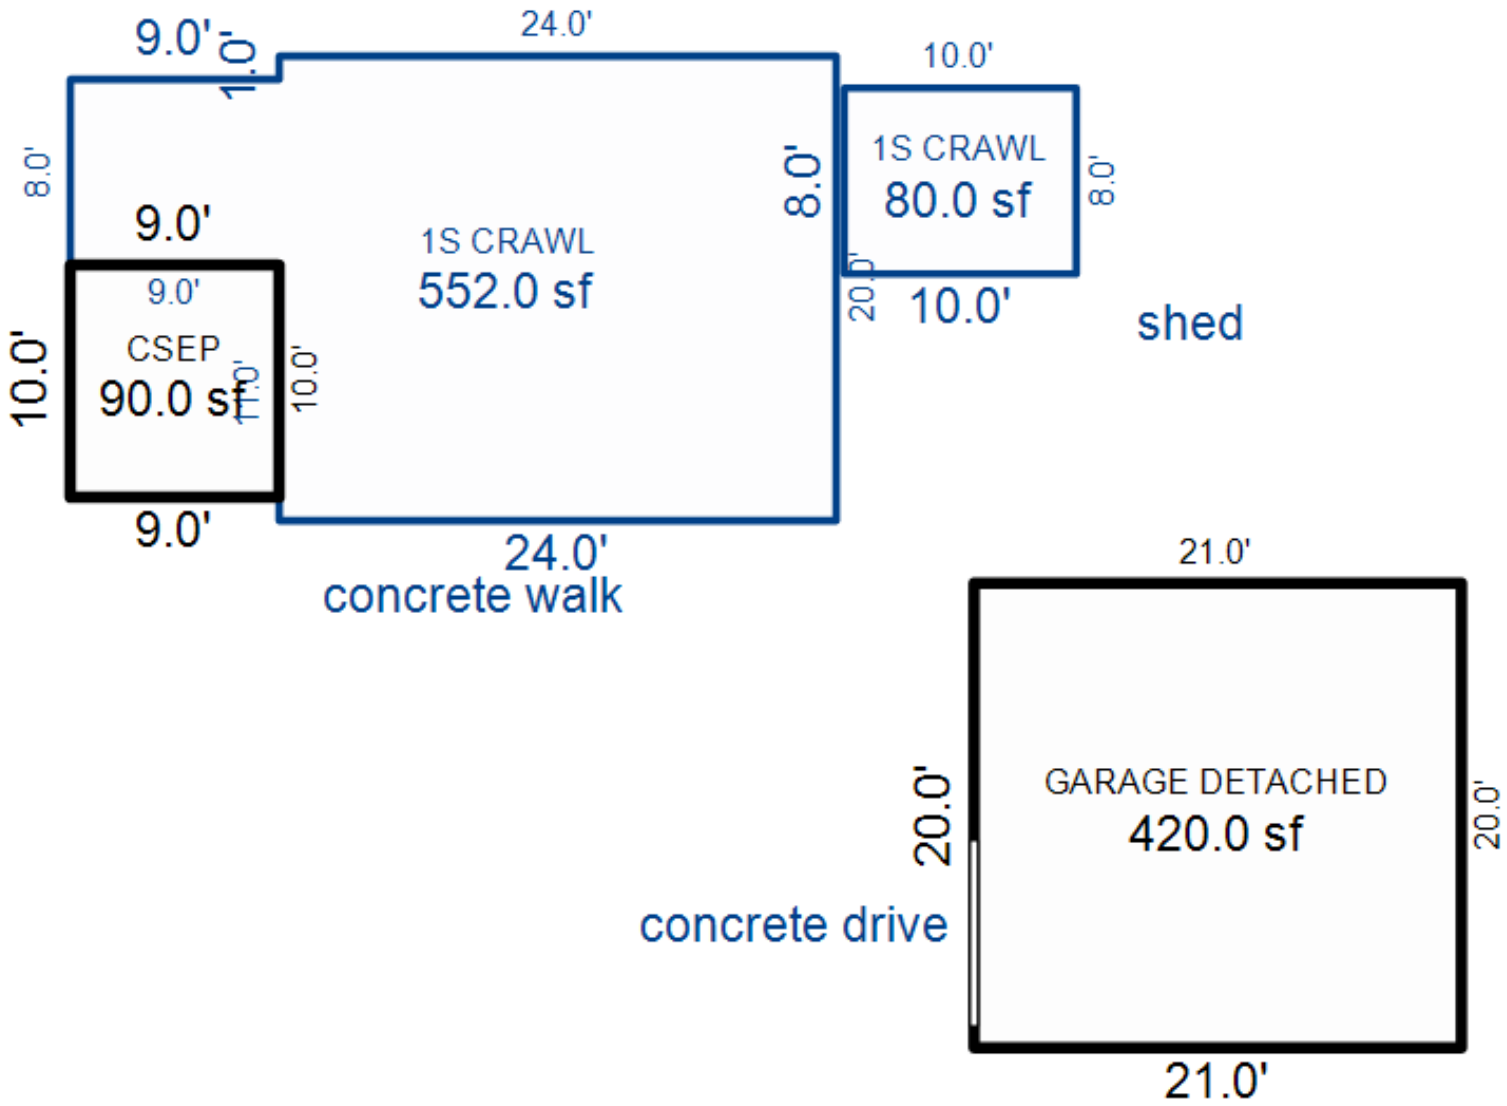 24.0'
9.0'
1.0'
10.0'
8.0'
9.0'
8.0'
1S CRAWL
80.0 sf
8.0'
1S CRAWL
552.0 sf
20.0'
10.0'
shed
9.0'
CSEP
90.0 sf
10.0'
11.0'
10.0'
9.0'
24.0'
concrete walk
21.0'
GARAGE DETACHED
420.0 sf
20.0'
20.0'
concrete drive
21.0'